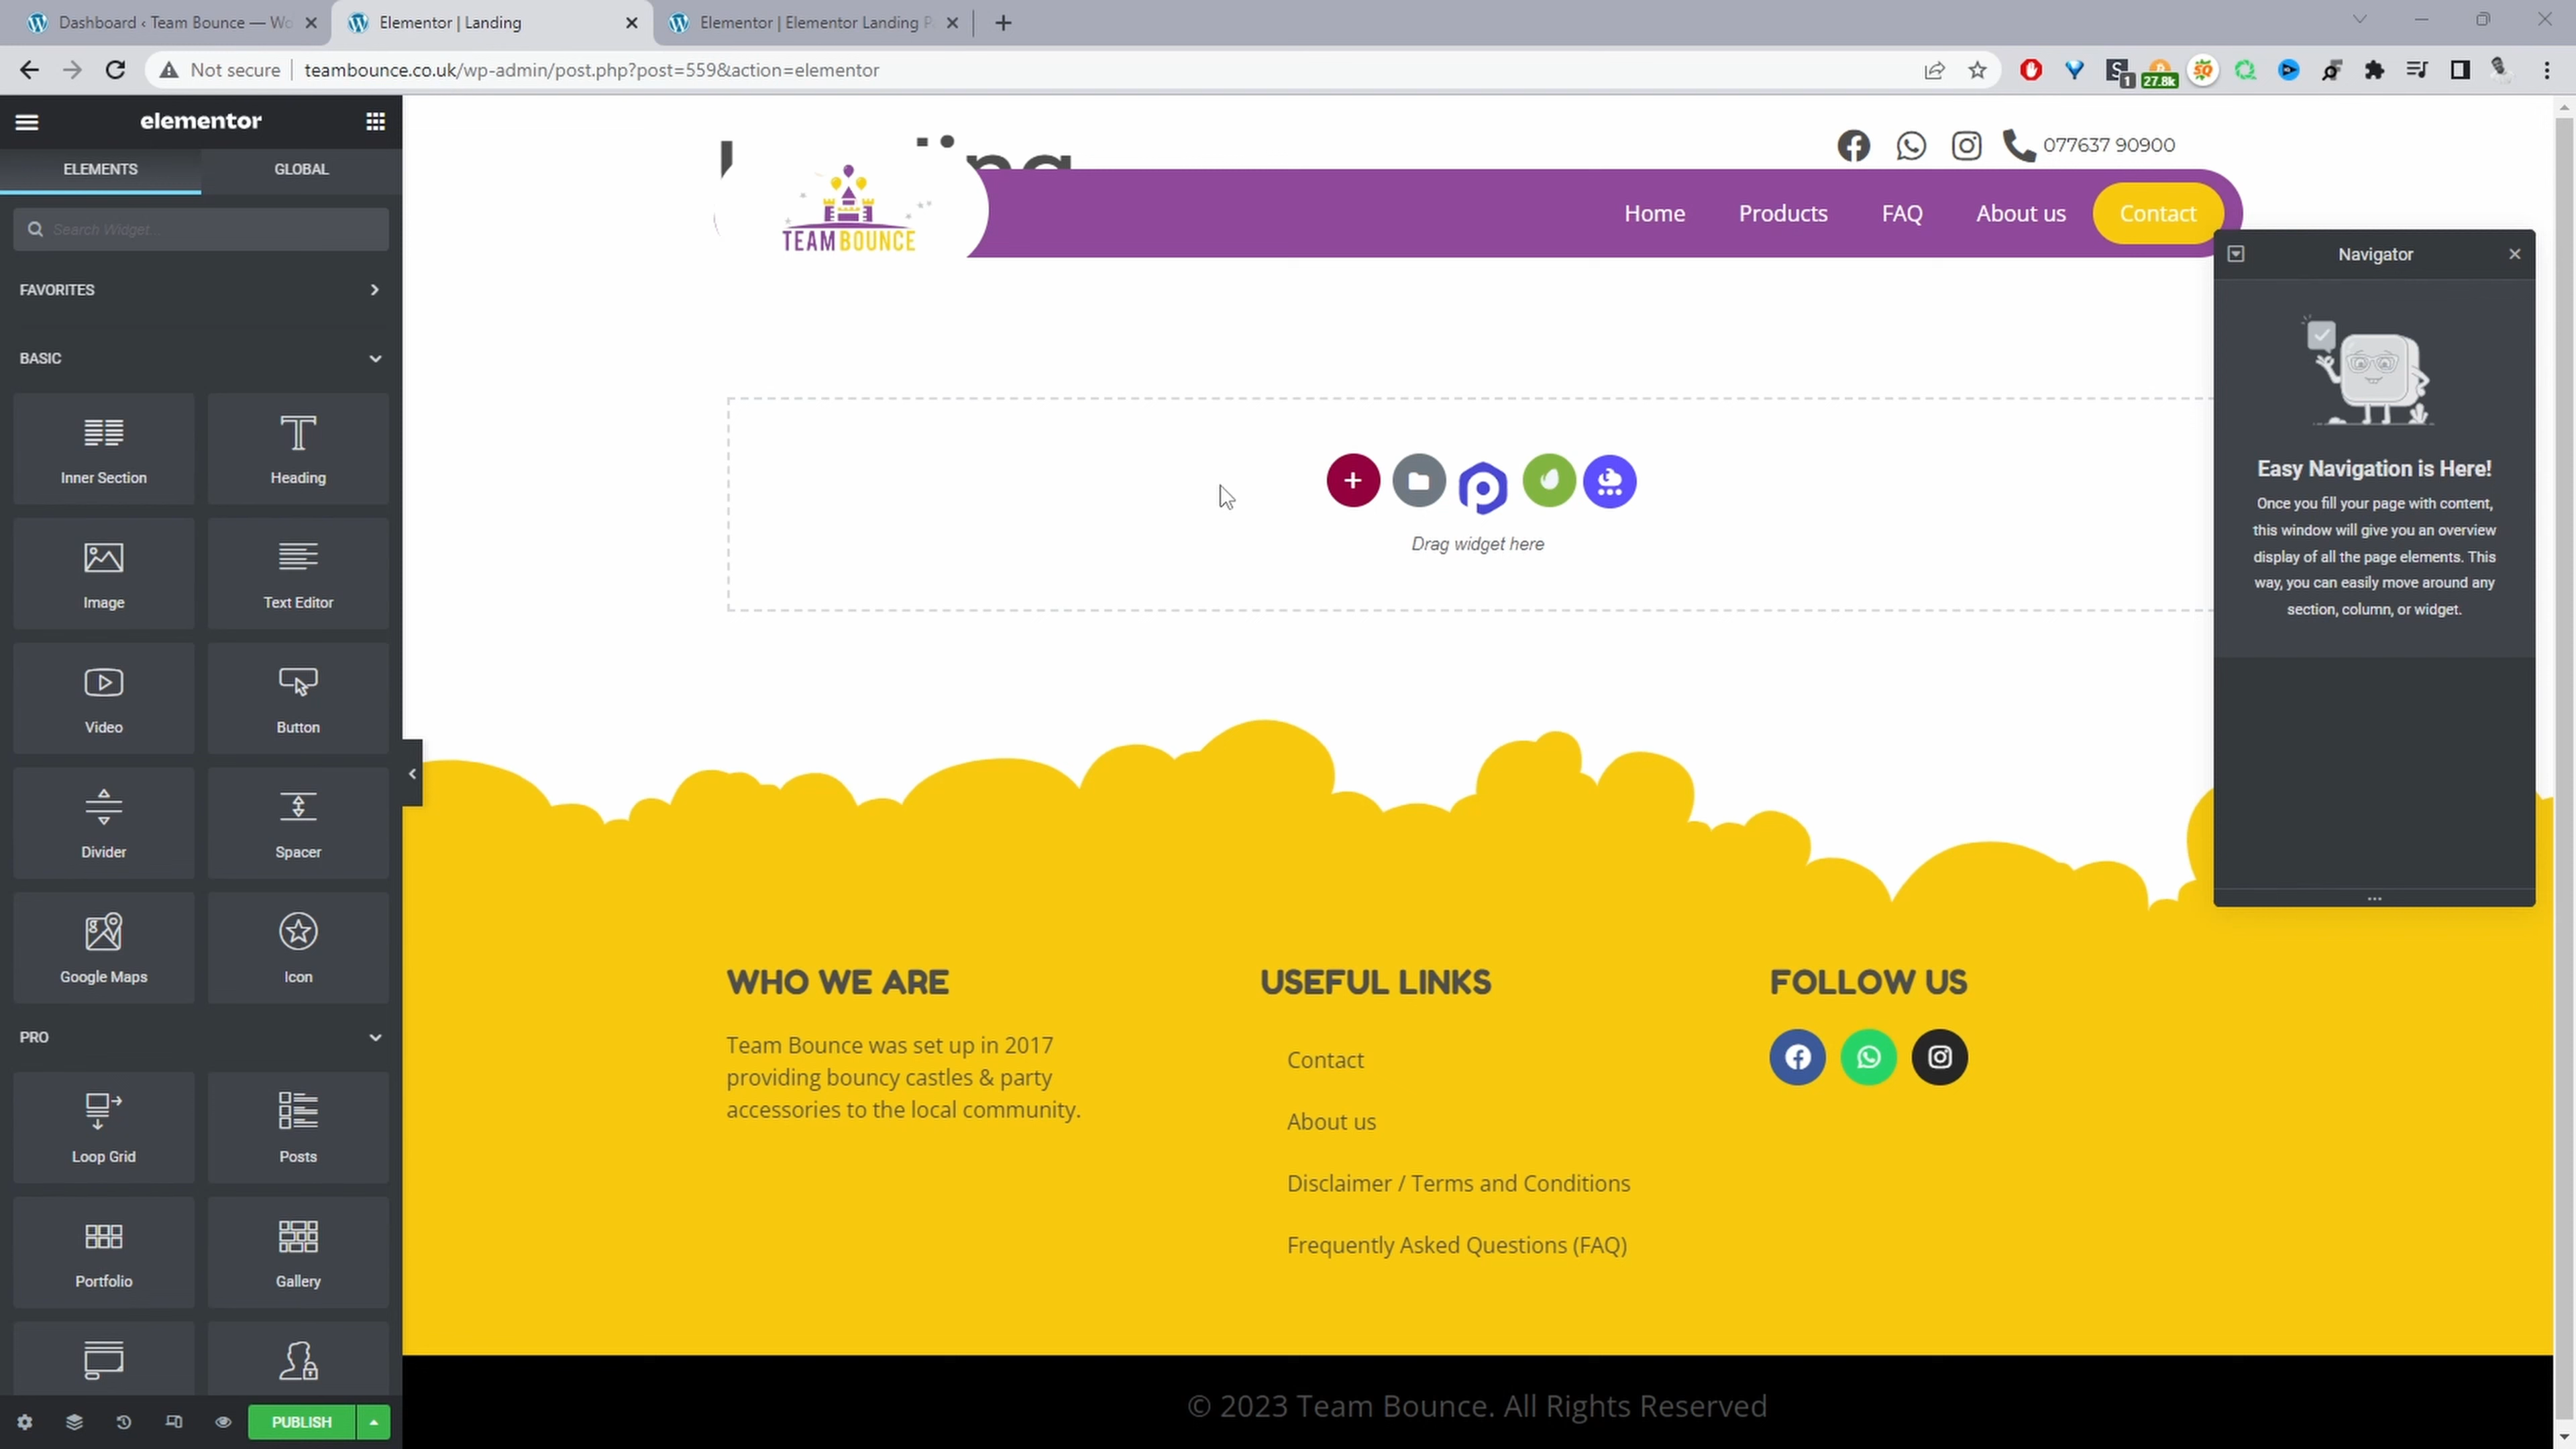 Dashboard ‹ Team Bounce — Wo
Elementor | Landing
Elementor | Elementor Landing P
Not secure
teambounce.co.uk/wp-admin/post.php?post=559&action=elementor
1
27.8k
elementor
ELEMENTS
GLOBAL
Search Widget...
FAVORITES
BASIC
Inner Section
Heading
Image
Text Editor
Video
Button
Divider
Spacer
Google Maps
Icon
PRO
Loop Grid
Posts
Portfolio
Gallery
PUBLISH
077637 90900
TEAMBOUNCE
Home
Products
FAQ
About us
Contact
Drag widget here
Navigator
Easy Navigation is Here!
Once you fill your page with content,
this window will give you an overview
display of all the page elements. This
way, you can easily move around any
section, column, or widget.
WHO WE ARE
Team Bounce was set up in 2017
providing bouncy castles & party
accessories to the local community.
USEFUL LINKS
Contact
About us
Disclaimer / Terms and Conditions
Frequently Asked Questions (FAQ)
FOLLOW US
© 2023 Team Bounce. All Rights Reserved